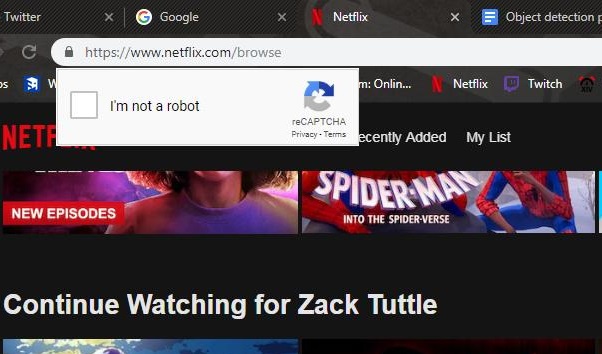 Twitter
Google
Netflix
Object detection p
https://www.netflix.com/browse
m: Onlin...
Netflix
Twitch
XIV
I'm not a robot
reCAPTCHA
Privacy - Terms
NETFLIX
ecently Added
My List
NEW EPISODES
SPIDER-MAN
INTO THE SPIDER-VERSE
Continue Watching for Zack Tuttle